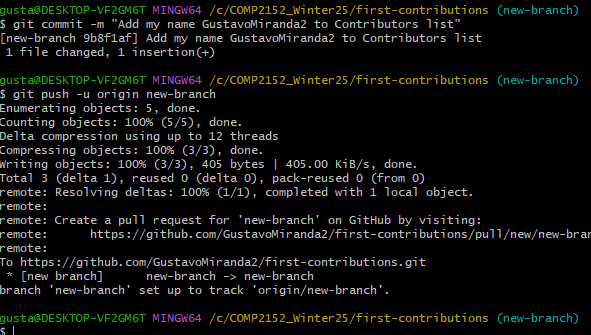 gusta@DESKTOP-VF2GM6T MINGW64 /c/COMP2152_Winter25/first-contributions (new-branch)
$ git commit -m "Add my name GustavoMiranda2 to Contributors list"
[new-branch 9b8f1af] Add my name GustavoMiranda2 to Contributors list
 1 file changed, 1 insertion(+)

gusta@DESKTOP-VF2GM6T MINGW64 /c/COMP2152_Winter25/first-contributions (new-branch)
$ git push -u origin new-branch
Enumerating objects: 5, done.
Counting objects: 100% (5/5), done.
Delta compression using up to 12 threads
Compressing objects: 100% (3/3), done.
Writing objects: 100% (3/3), 405 bytes | 405.00 KiB/s, done.
Total 3 (delta 1), reused 0 (delta 0), pack-reused 0 (from 0)
remote: Resolving deltas: 100% (1/1), completed with 1 local object.
remote:
remote: Create a pull request for 'new-branch' on GitHub by visiting:
remote:      https://github.com/GustavoMiranda2/first-contributions/pull/new/new-bran
remote:
To https://github.com/GustavoMiranda2/first-contributions.git
 * [new branch]      new-branch -> new-branch
branch 'new-branch' set up to track 'origin/new-branch'.

gusta@DESKTOP-VF2GM6T MINGW64 /c/COMP2152_Winter25/first-contributions (new-branch)
$